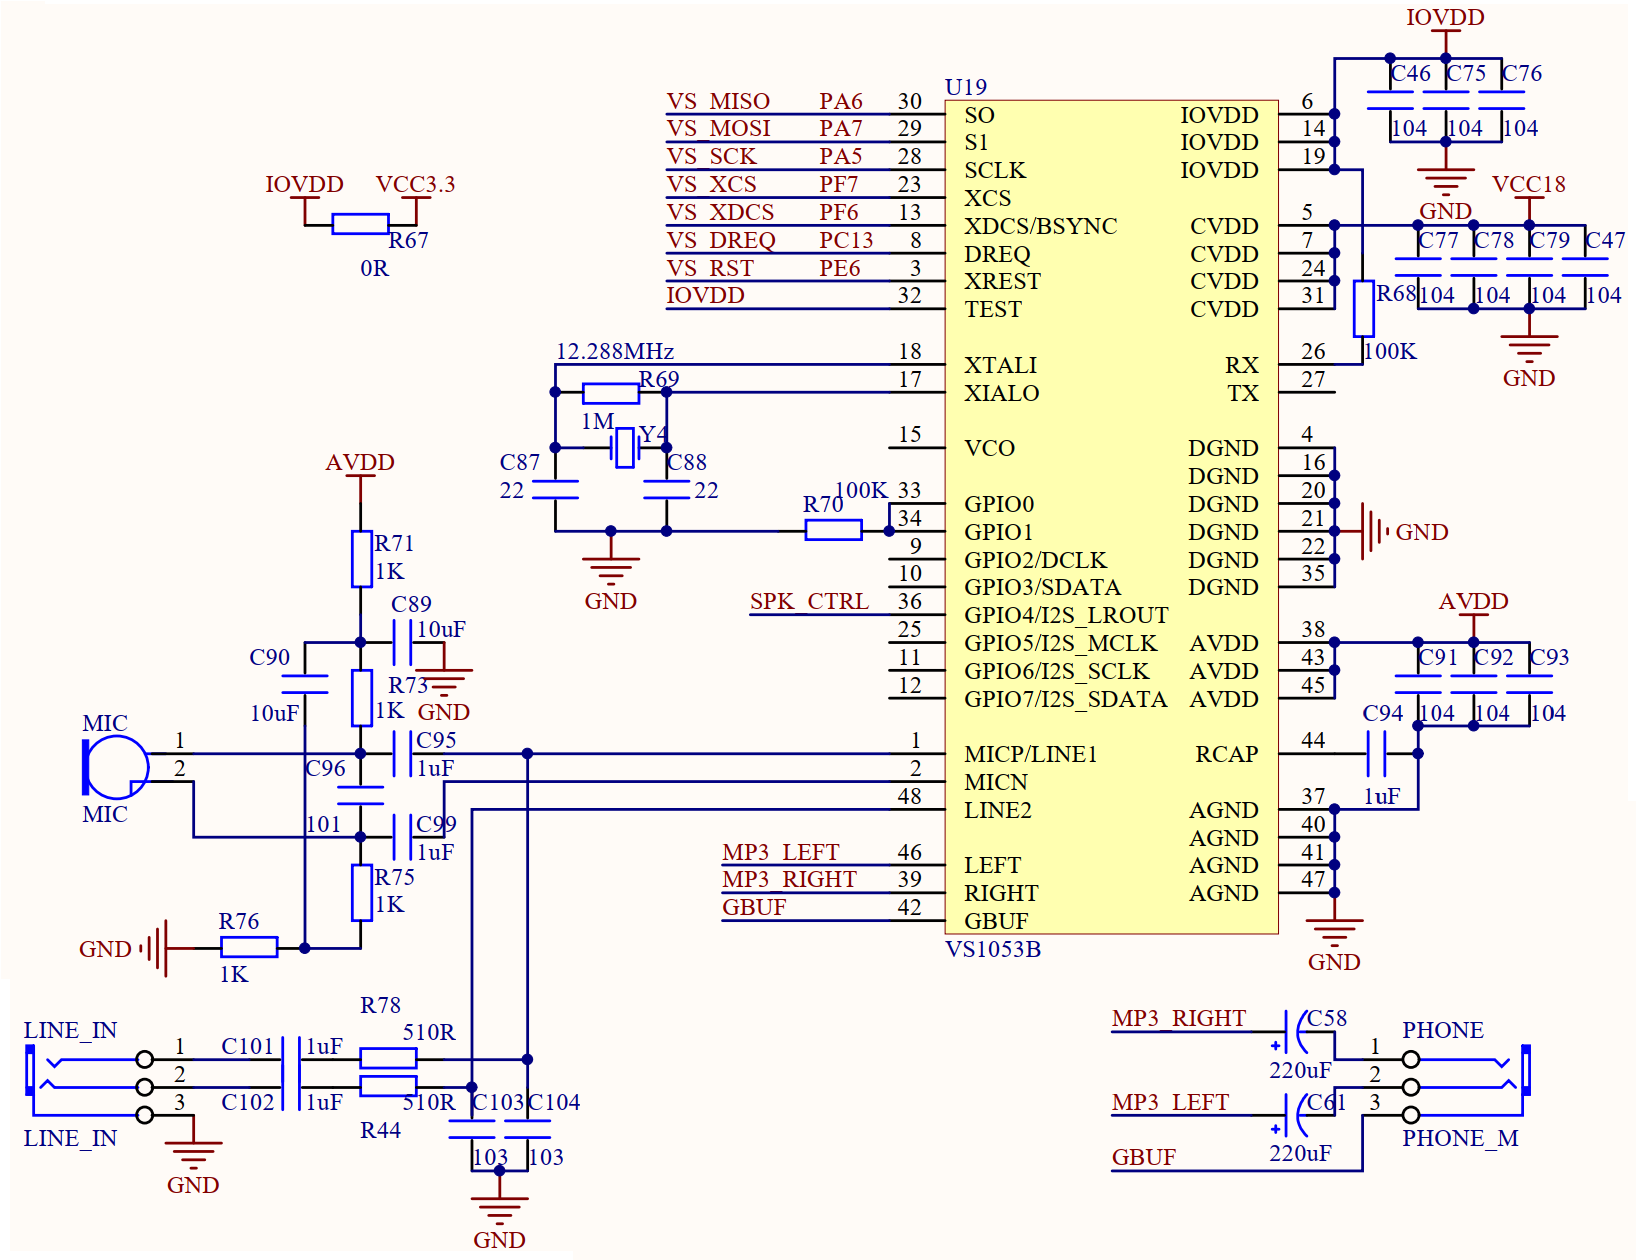 IOVDD
C46 C75 C76
104 104 104
GND
U19
VS_MISO PA6 30 SO IOVDD 6
VS_MOSI PA7 29 S1 IOVDD 14
VS_SCK PA5 28 SCLK IOVDD 19
VS_XCS PF7 23 XCS
VS_XDCS PF6 13 XDCS/BSYNC CVDD 5
VS_DREQ PC13 8 DREQ CVDD 7
VS_RST PE6 3 XREST CVDD 24
IOVDD 32 TEST CVDD 31
VCC18
C77 C78 C79 C47
R68 104 104 104 104
100K
GND
IOVDD VCC3.3
R67
0R
12.288MHz 18 XTALI RX 26
R69 17 XIALO TX 27
1M Y4
15 VCO DGND 4
DGND 16
C87 C88
22 22
100K 33 GPIO0 DGND 20
R70 34 GPIO1 DGND 21 GND
9 GPIO2/DCLK DGND 22
10 GPIO3/SDATA DGND 35
GND
SPK_CTRL 36 GPIO4/I2S_LROUT
25 GPIO5/I2S_MCLK AVDD 38
11 GPIO6/I2S_SCLK AVDD 43
12 GPIO7/I2S_SDATA AVDD 45
AVDD
C91 C92 C93
C94 104 104 104
1uF
AVDD
R71
1K
C89
10uF
C90
10uF
R73
1K GND
MIC
1
2
MIC
C95
1uF
C96
101
C99
1uF
R75
1K
R76
GND
1K
1 MICP/LINE1 RCAP 44
2 MICN
48 LINE2 AGND 37
AGND 40
MP3_LEFT 46 LEFT AGND 41
MP3_RIGHT 39 RIGHT AGND 47
GBUF 42 GBUF
VS1053B
GND
R78
LINE_IN 510R
1 C101 1uF
2
3 C102 1uF 510R C103 C104
LINE_IN R44
103 103
GND
GND
MP3_RIGHT C58 PHONE
1
220uF 2
MP3_LEFT C61 3
PHONE_M
220uF
GBUF